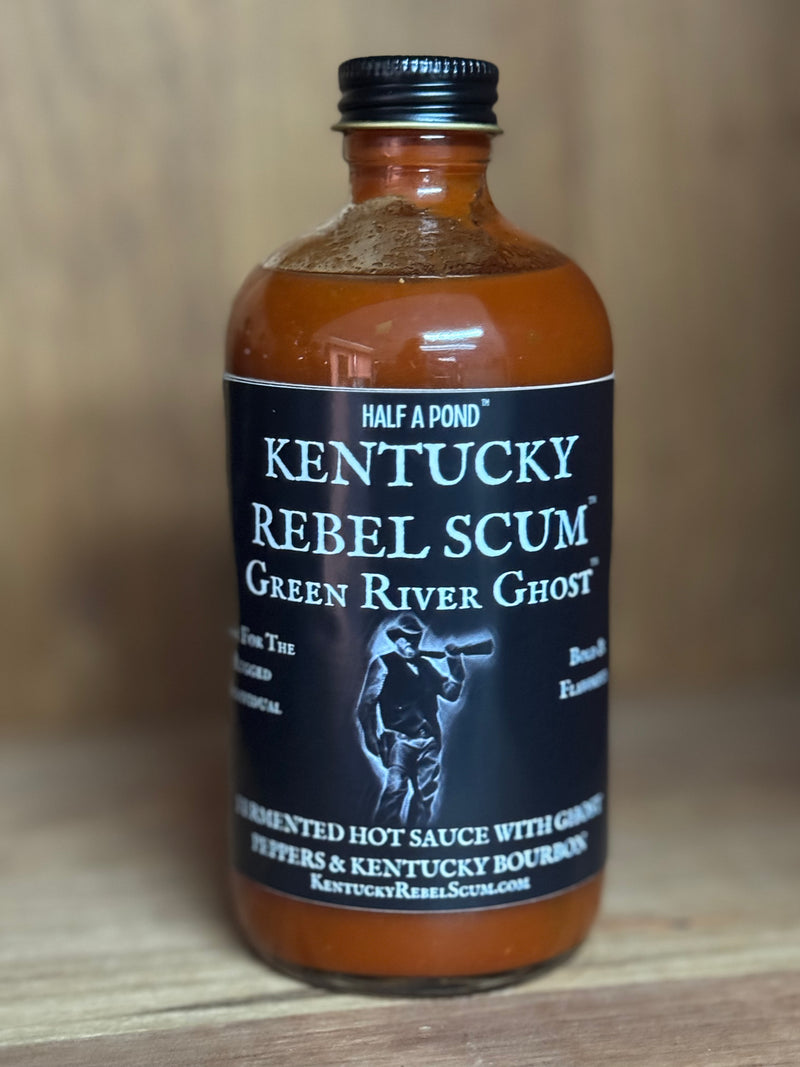 HALF A POND™
KENTUCKY
REBEL SCUM™
GREEN RIVER GHOST™
FOR THE
BOLD &
FERMENTED HOT SAUCE WITH GHOST
PEPPERS & KENTUCKY BOURBON
KENTUCKYREBELSCUM.COM